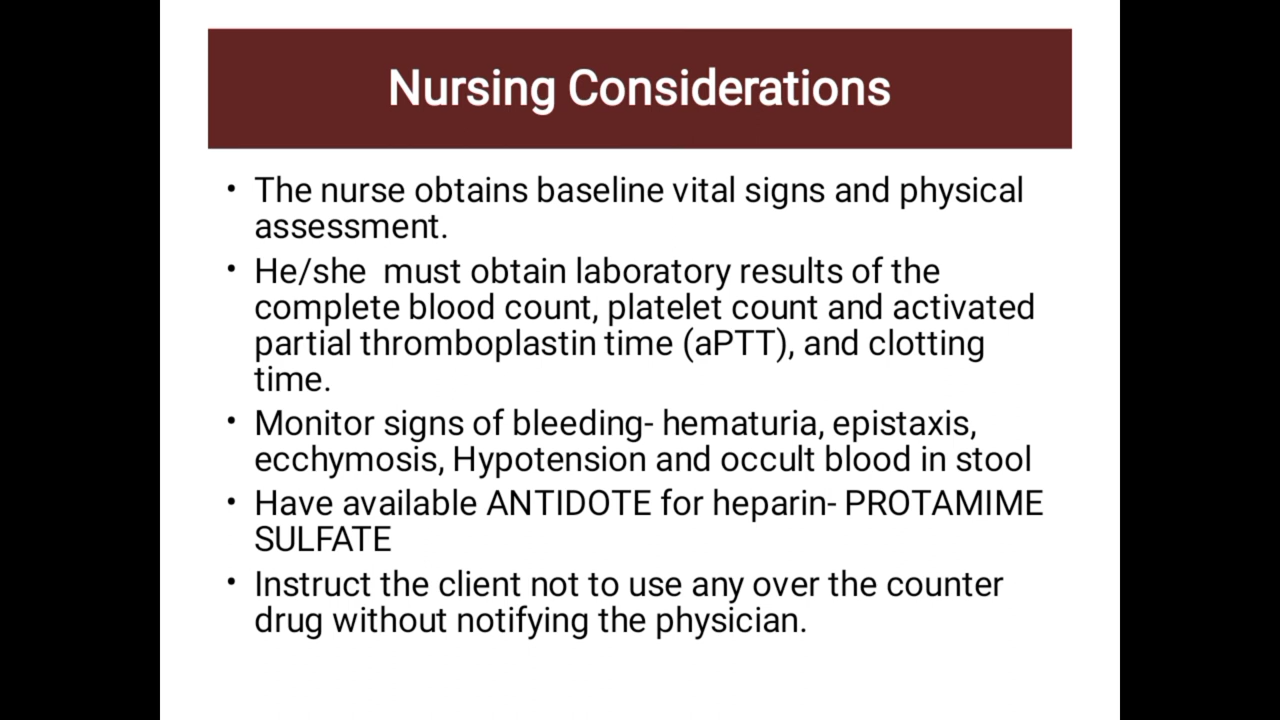 Nursing Considerations
• The nurse obtains baseline vital signs and physical
assessment.
• He/she  must obtain laboratory results of the
complete blood count, platelet count and activated
partial thromboplastin time (aPTT), and clotting
time.
• Monitor signs of bleeding- hematuria, epistaxis,
ecchymosis, Hypotension and occult blood in stool
• Have available ANTIDOTE for heparin- PROTAMIME
SULFATE
• Instruct the client not to use any over the counter
drug without notifying the physician.